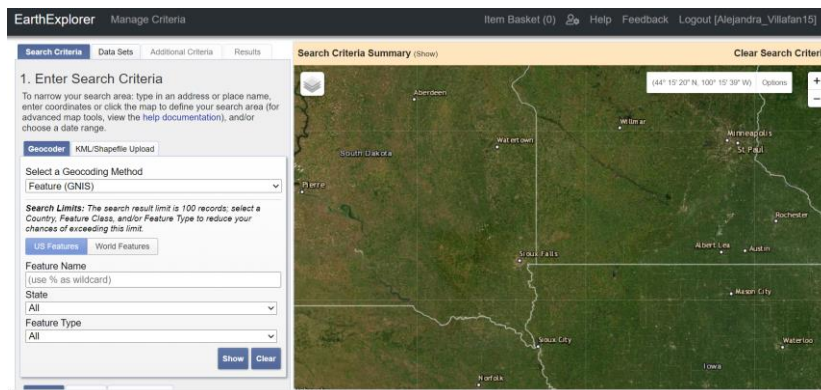 EarthExplorer Manage Criteria Item Basket (0) Help Feedback Logout [Alejandra_Villafan15]
Search Criteria Data Sets Additional Criteria Results
1. Enter Search Criteria
To narrow your search area: type in an address or place name,
enter coordinates or click the map to define your search area (for
advanced map tools, view the help documentation), and/or
choose a date range.
Geocoder KML/Shapefile Upload
Select a Geocoding Method
Feature (GNIS)
Search Limits: The search result limit is 100 records; select a
Country, Feature Class, and/or Feature Type to reduce your
chances of exceeding this limit.
US Features World Features
Feature Name
(use % as wildcard)
State
All
Feature Type
All
Show Clear
Search Criteria Summary (Show) Clear Search Criteri
(44° 15' 20" N, 100° 15' 39" W) Options
+
−
Aberdeen
Willmar
Minneapolis
Watertown
St. Paul
South Dakota
Pierre
Rochester
Albert Lea
Austin
Sioux Falls
Mason City
Sioux City
Waterloo
Iowa
Norfolk